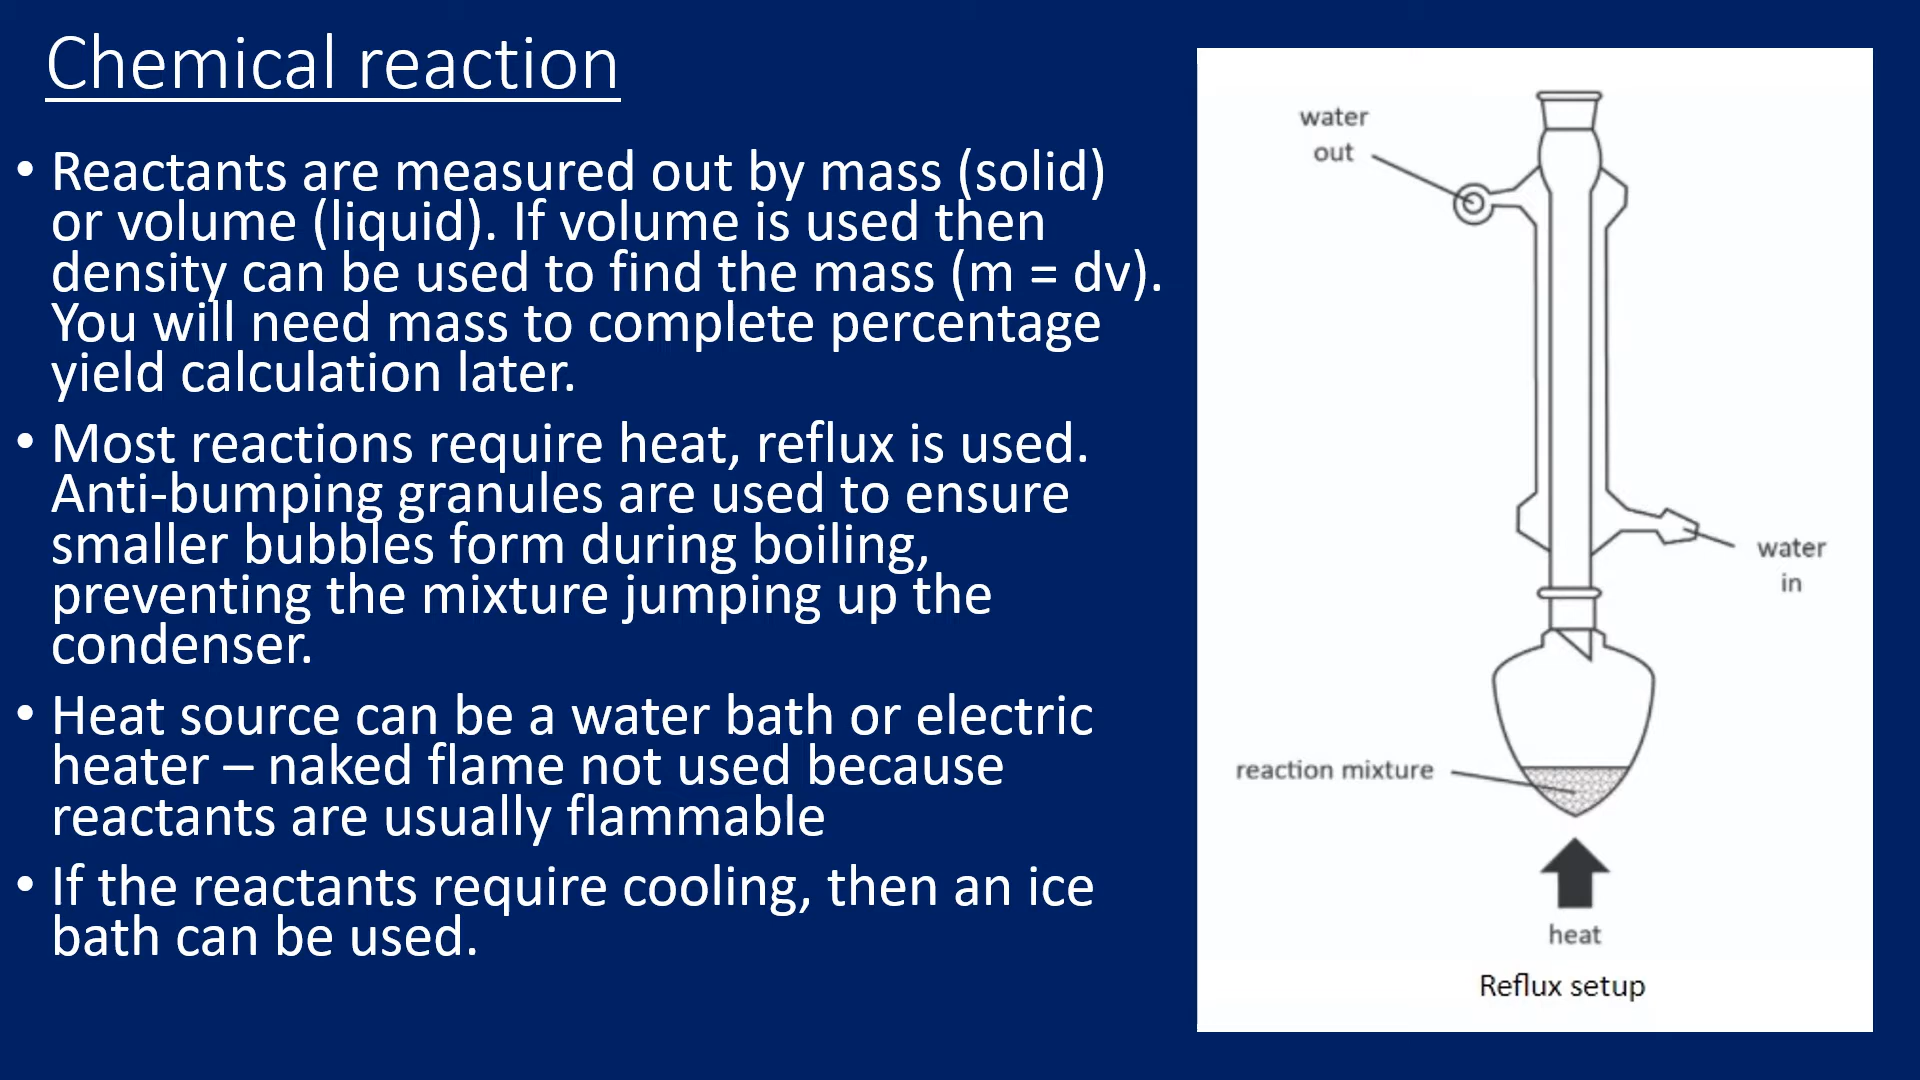 Chemical reaction
• Reactants are measured out by mass (solid)
or volume (liquid). If volume is used then
density can be used to find the mass (m = dv).
You will need mass to complete percentage
yield calculation later.
• Most reactions require heat, reflux is used.
Anti-bumping granules are used to ensure
smaller bubbles form during boiling,
preventing the mixture jumping up the
condenser.
• Heat source can be a water bath or electric
heater – naked flame not used because
reactants are usually flammable
• If the reactants require cooling, then an ice
bath can be used.
water
out
water
in
reaction mixture
heat
Reflux setup